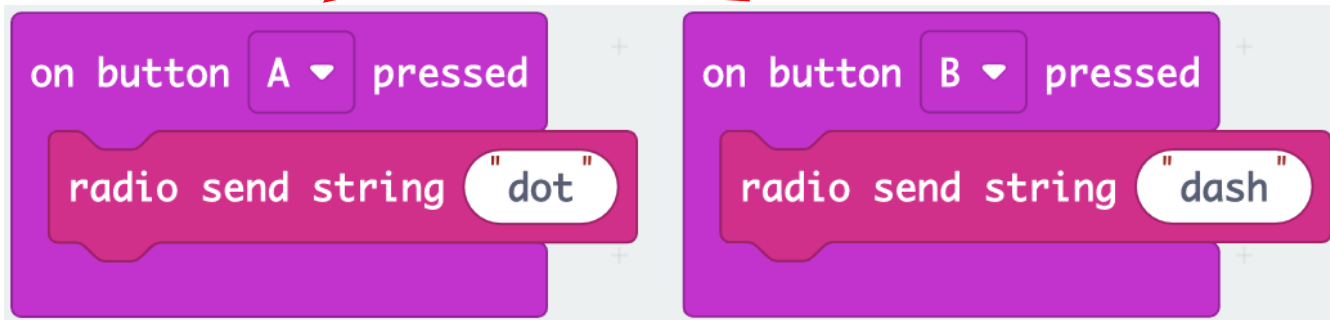 on button A pressed
radio send string "dot"
on button B pressed
radio send string "dash"